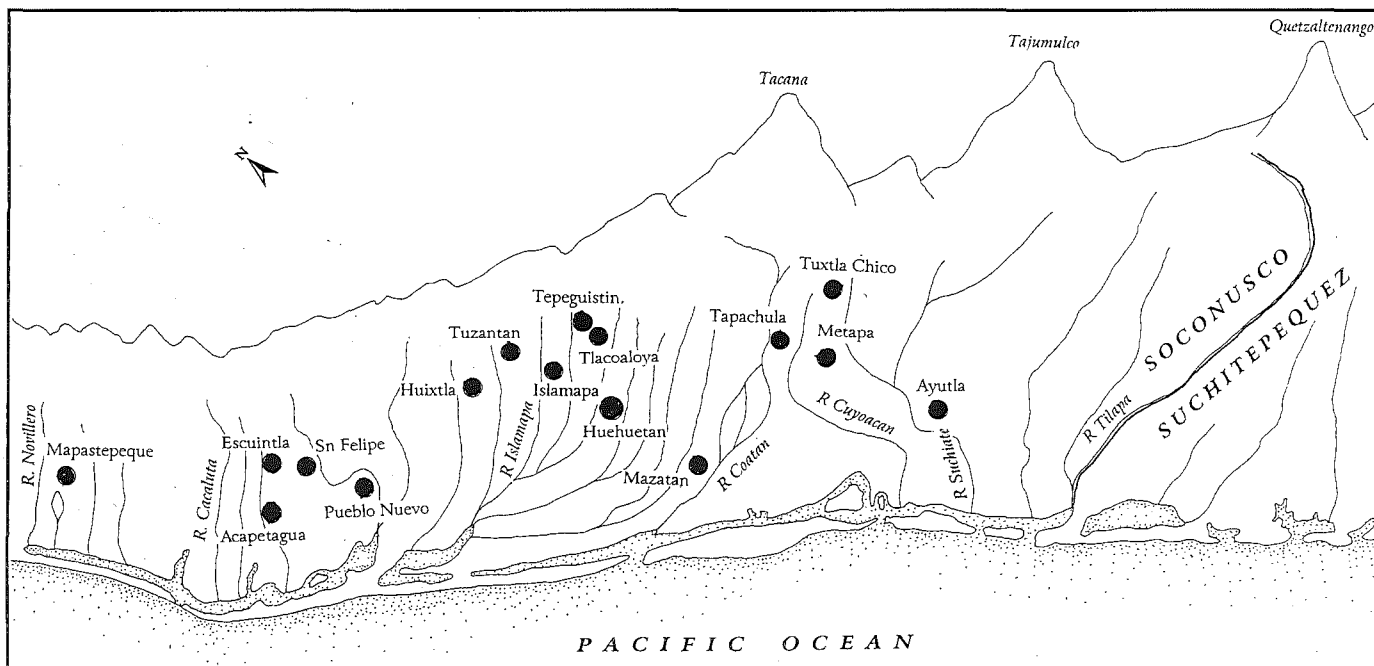 Quetzaltenango
Tajumulco
Tacana
N
Tuxtla Chico
Tepeguistin.
Tapachula
Metapa
Tuzantan
Tlacoaloya
SOCONUSCO
SUCHITEPEQUEZ
Huixtla
Islamapa
Ayutla
R Cuyoacan
R Tilapa
Huehuetan
R Islamapa
Escuintla
Sn Felipe
R. Novillero
Mapastepeque
Mazatan
R Coatan
R Suchiate
R. Cacaluta
Pueblo Nuevo
Acapetagua
PACIFIC OCEAN